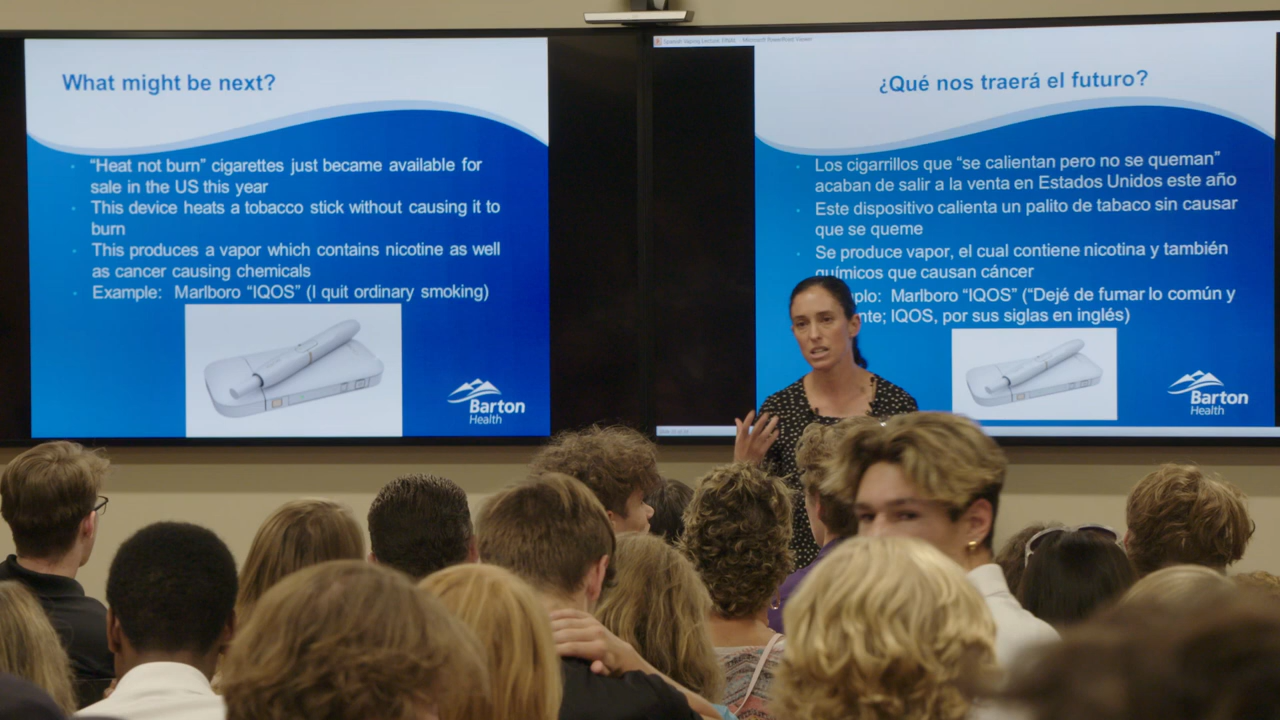 What might be next?
"Heat not burn" cigarettes just became available for
sale in the US this year
This device heats a tobacco stick without causing it to
burn
This produces a vapor which contains nicotine as well
as cancer causing chemicals
Example: Marlboro "IQOS" (I quit ordinary smoking)
Barton
Health
¿Qué nos traerá el futuro?
Los cigarrillos que "se calientan pero no se queman"
acaban de salir a la venta en Estados Unidos este año
Este dispositivo calienta un palito de tabaco sin causar
que se queme
Se produce vapor, el cual contiene nicotina y también
químicos que causan cáncer
plo: Marlboro "IQOS" ("Dejé de fumar lo común y
nte; IQOS, por sus siglas en inglés)
Barton
Health